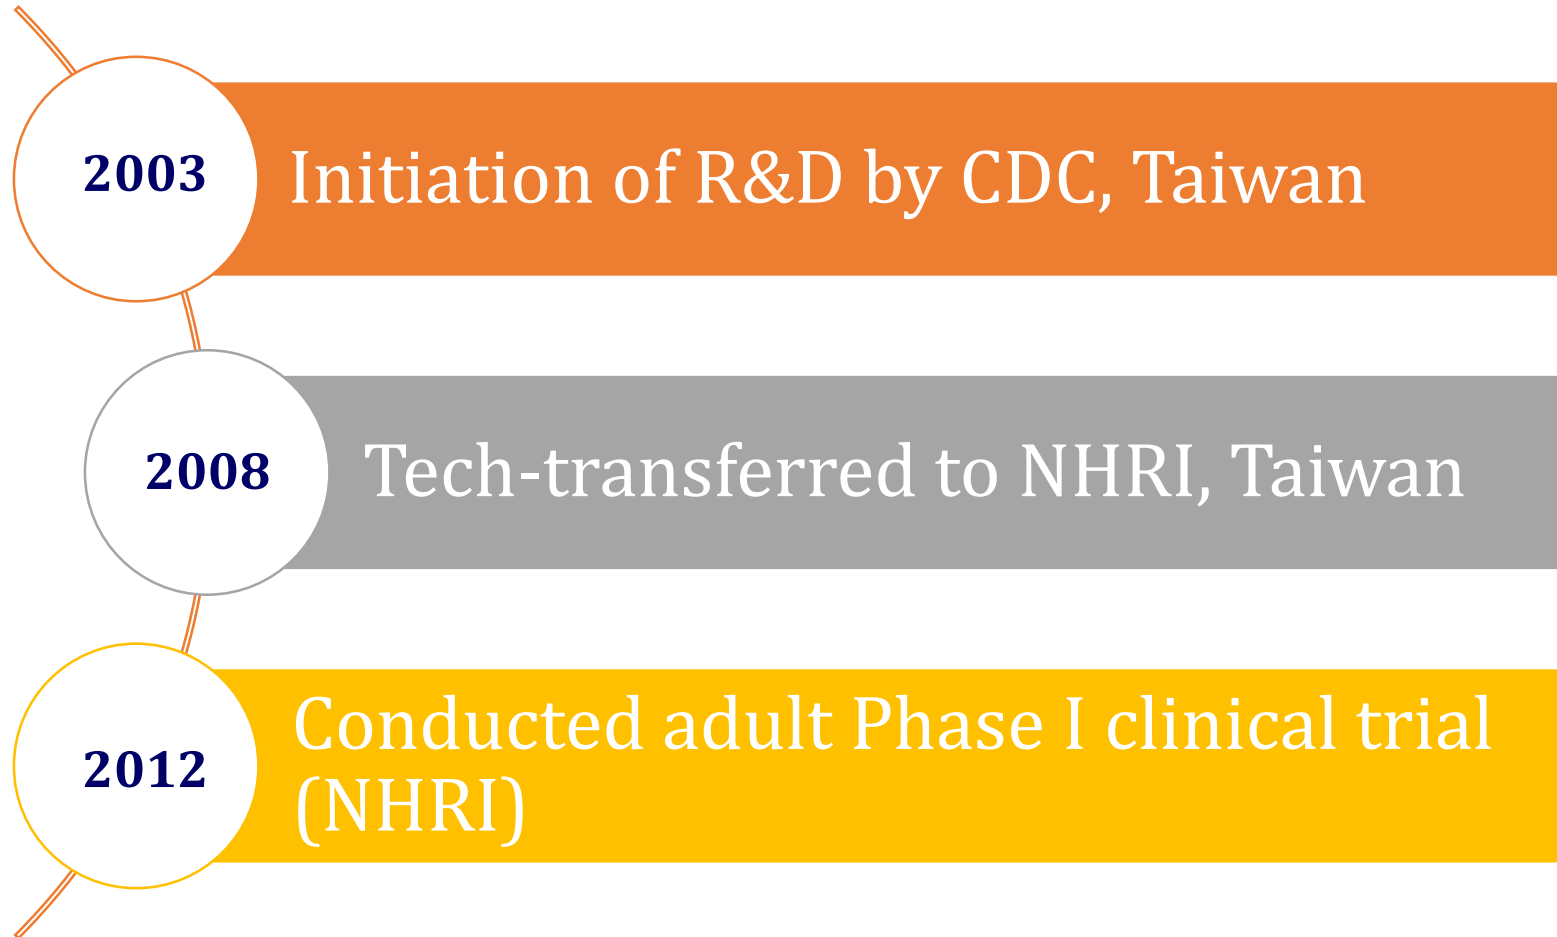 2003
Initiation of R&D by CDC, Taiwan
2008
Tech-transferred to NHRI, Taiwan
2012
Conducted adult Phase I clinical trial
(NHRI)